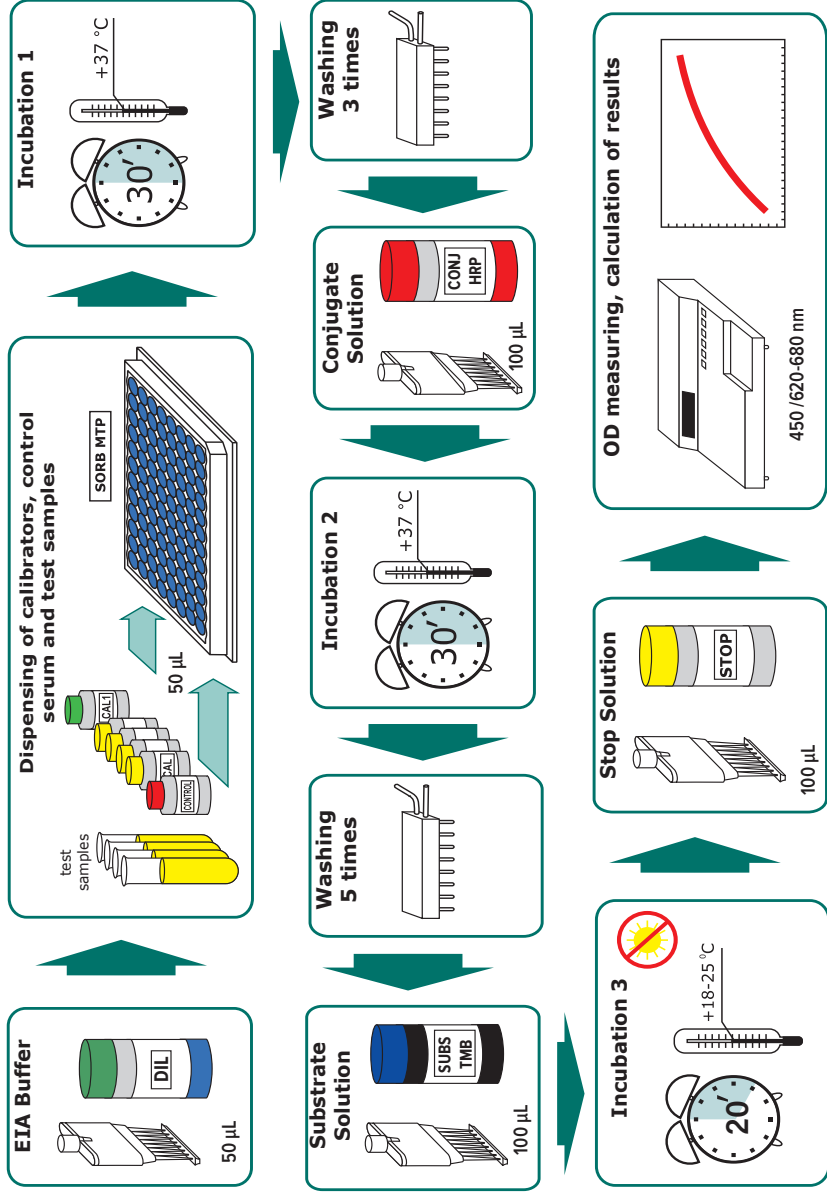 EIA Buffer
DIL
50 µL
Dispensing of calibrators, control
serum and test samples
test
samples
CAL1
CAL
CONTROL
50 µL
SORB MTP
Incubation 1
30′
+37 °C
Washing
3 times
Conjugate
Solution
CONJ
HRP
100 µL
Incubation 2
30′
+37 °C
Washing
5 times
Substrate
Solution
SUBS
TMB
100 µL
Incubation 3
20′
+18-25 °C
Stop Solution
STOP
100 µL
OD measuring, calculation of results
450 /620-680 nm